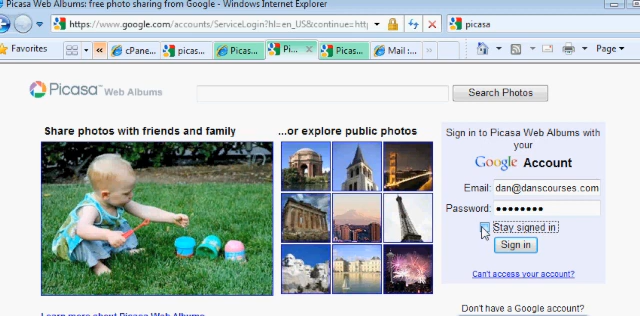 Picasa Web Albums: free photo sharing from Google - Windows Internet Explorer
https://www.google.com/accounts/ServiceLogin?hl=en_US&continue=htt
picasa
Favorites
cPane...
picas...
Picas...
Pi...
Picas...
Mail :...
Page
Picasa™ Web Albums
Search Photos
Share photos with friends and family
...or explore public photos
Sign in to Picasa Web Albums with
your
Google Account
Email: dan@danscourses.com
Password: ••••••••
Stay signed in
Sign in
Can't access your account?
Learn more about Picasa Web Albums
Don't have a Google account?